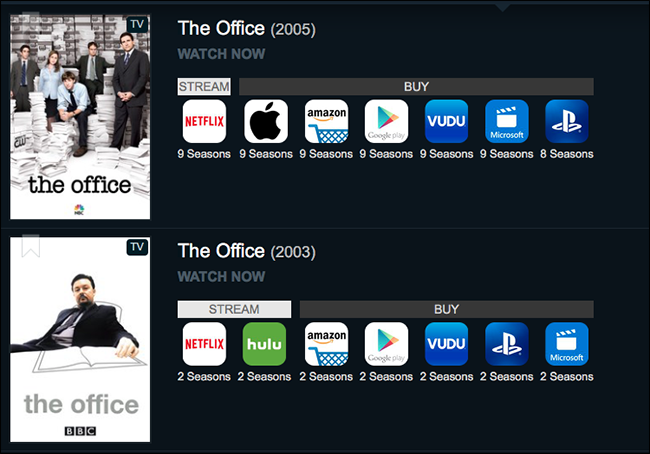 TV
the office
NBC
The Office (2005)
WATCH NOW
STREAM
BUY
NETFLIX
amazon
Google play
VUDU
Microsoft
9 Seasons
9 Seasons
9 Seasons
9 Seasons
9 Seasons
9 Seasons
8 Seasons
TV
the office
BBC
The Office (2003)
WATCH NOW
STREAM
BUY
NETFLIX
hulu
amazon
Google play
VUDU
Microsoft
2 Seasons
2 Seasons
2 Seasons
2 Seasons
2 Seasons
2 Seasons
2 Seasons